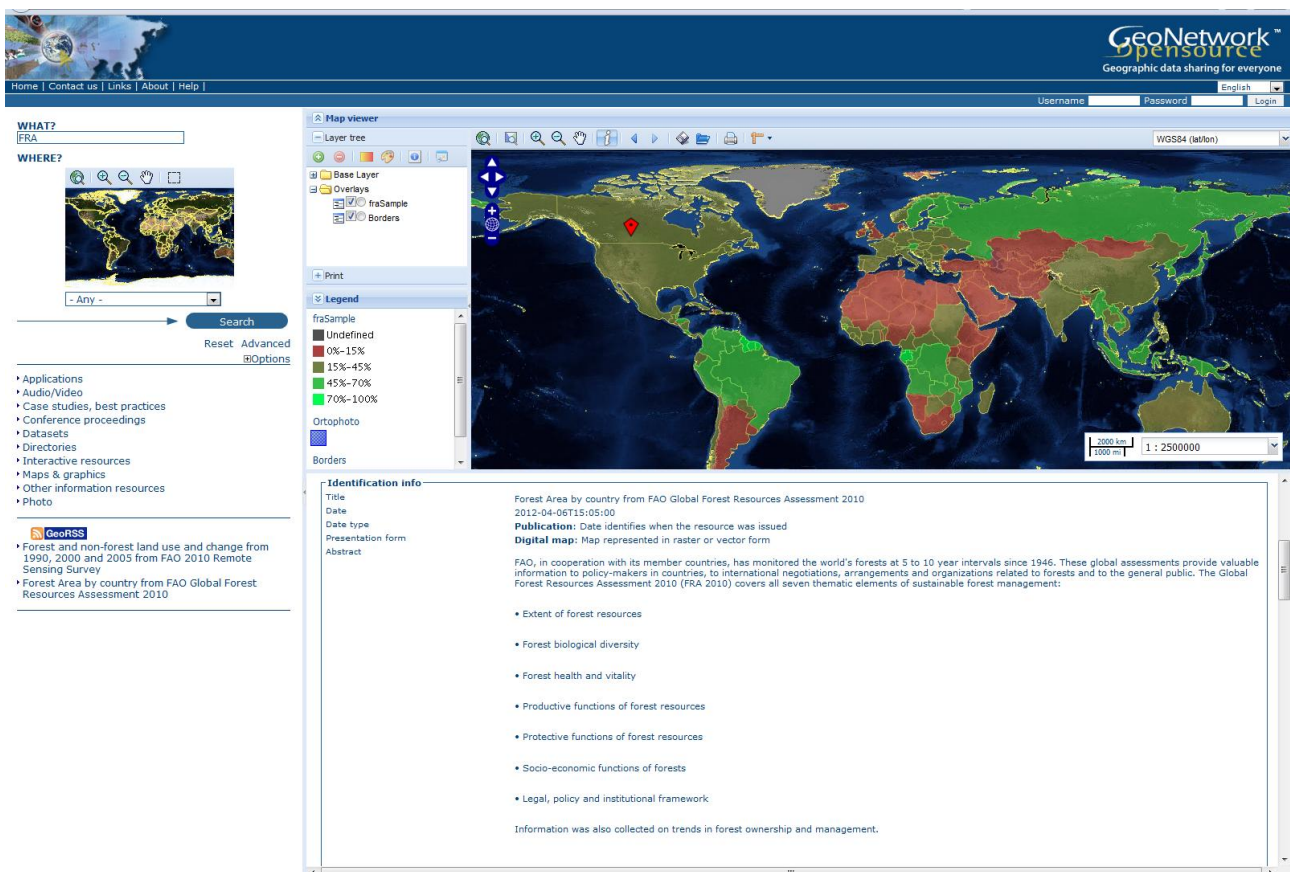 GeoNetwork™
Opensource
Geographic data sharing for everyone
Home | Contact us | Links | About | Help |
English
Username
Password
Login
WHAT?
FRA
WHERE?
- Any -
Search
Reset Advanced
Options
Applications
Audio/Video
Case studies, best practices
Conference proceedings
Datasets
Directories
Interactive resources
Maps & graphics
Other information resources
Photo
GeoRSS
Forest and non-forest land use and change from
1990, 2000 and 2005 from FAO 2010 Remote
Sensing Survey
Forest Area by country from FAO Global Forest
Resources Assessment 2010
Map viewer
Layer tree
Base Layer
Overlays
fraSample
Borders
Print
Legend
fraSample
Undefined
0%-15%
15%-45%
45%-70%
70%-100%
Ortophoto
Borders
WGS84 (lat/lon)
2000 km
1000 mi
1 : 2500000
Identification info
Title
Forest Area by country from FAO Global Forest Resources Assessment 2010
Date
2012-04-06T15:05:00
Date type
Publication: Date identifies when the resource was issued
Presentation form
Digital map: Map represented in raster or vector form
Abstract
FAO, in cooperation with its member countries, has monitored the world's forests at 5 to 10 year intervals since 1946. These global assessments provide valuable
information to policy-makers in countries, to international negotiations, arrangements and organizations related to forests and to the general public. The Global
Forest Resources Assessment 2010 (FRA 2010) covers all seven thematic elements of sustainable forest management:
• Extent of forest resources
• Forest biological diversity
• Forest health and vitality
• Productive functions of forest resources
• Protective functions of forest resources
• Socio-economic functions of forests
• Legal, policy and institutional framework
Information was also collected on trends in forest ownership and management.